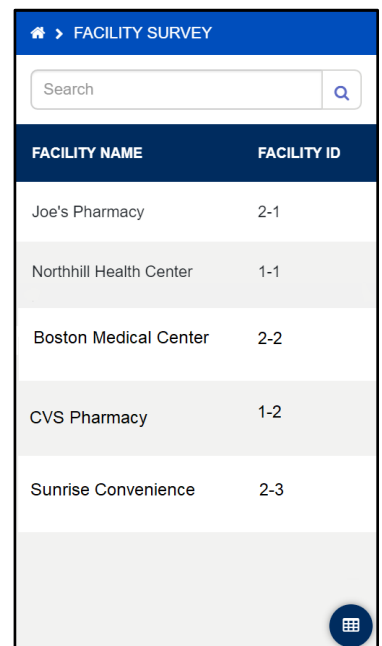 FACILITY SURVEY
Search
FACILITY NAME FACILITY ID
Joe's Pharmacy 2-1
Northhill Health Center 1-1
Boston Medical Center 2-2
CVS Pharmacy 1-2
Sunrise Convenience 2-3